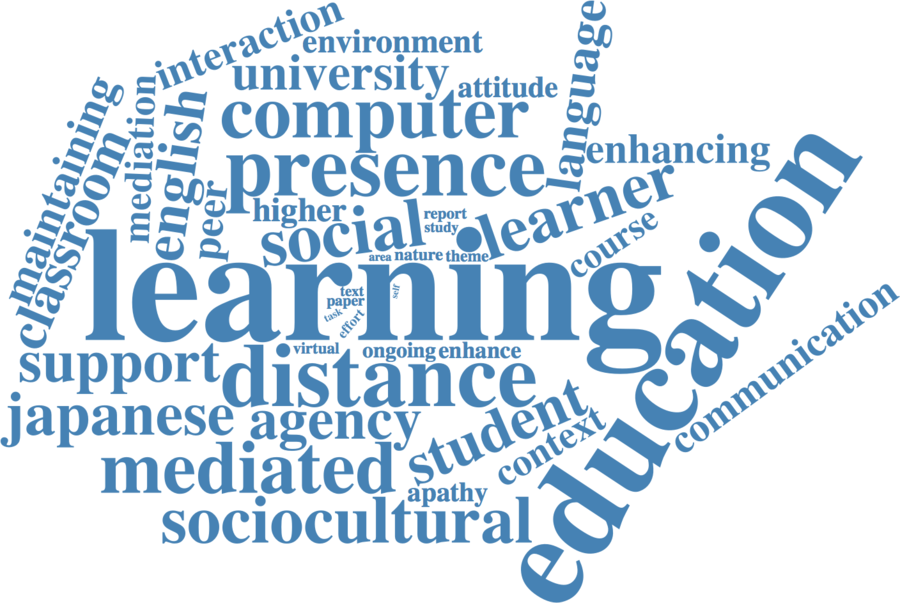 interaction
environment
language
university
attitude
maintaining
mediation
english
computer
classroom
enhancing
presence
peer
higher
report
learner
social
study
course
area
nature
theme
learning
education
text
self
paper
task
effort
communication
virtual
ongoing
enhance
support
distance
japanese
agency
student
context
mediated
apathy
sociocultural